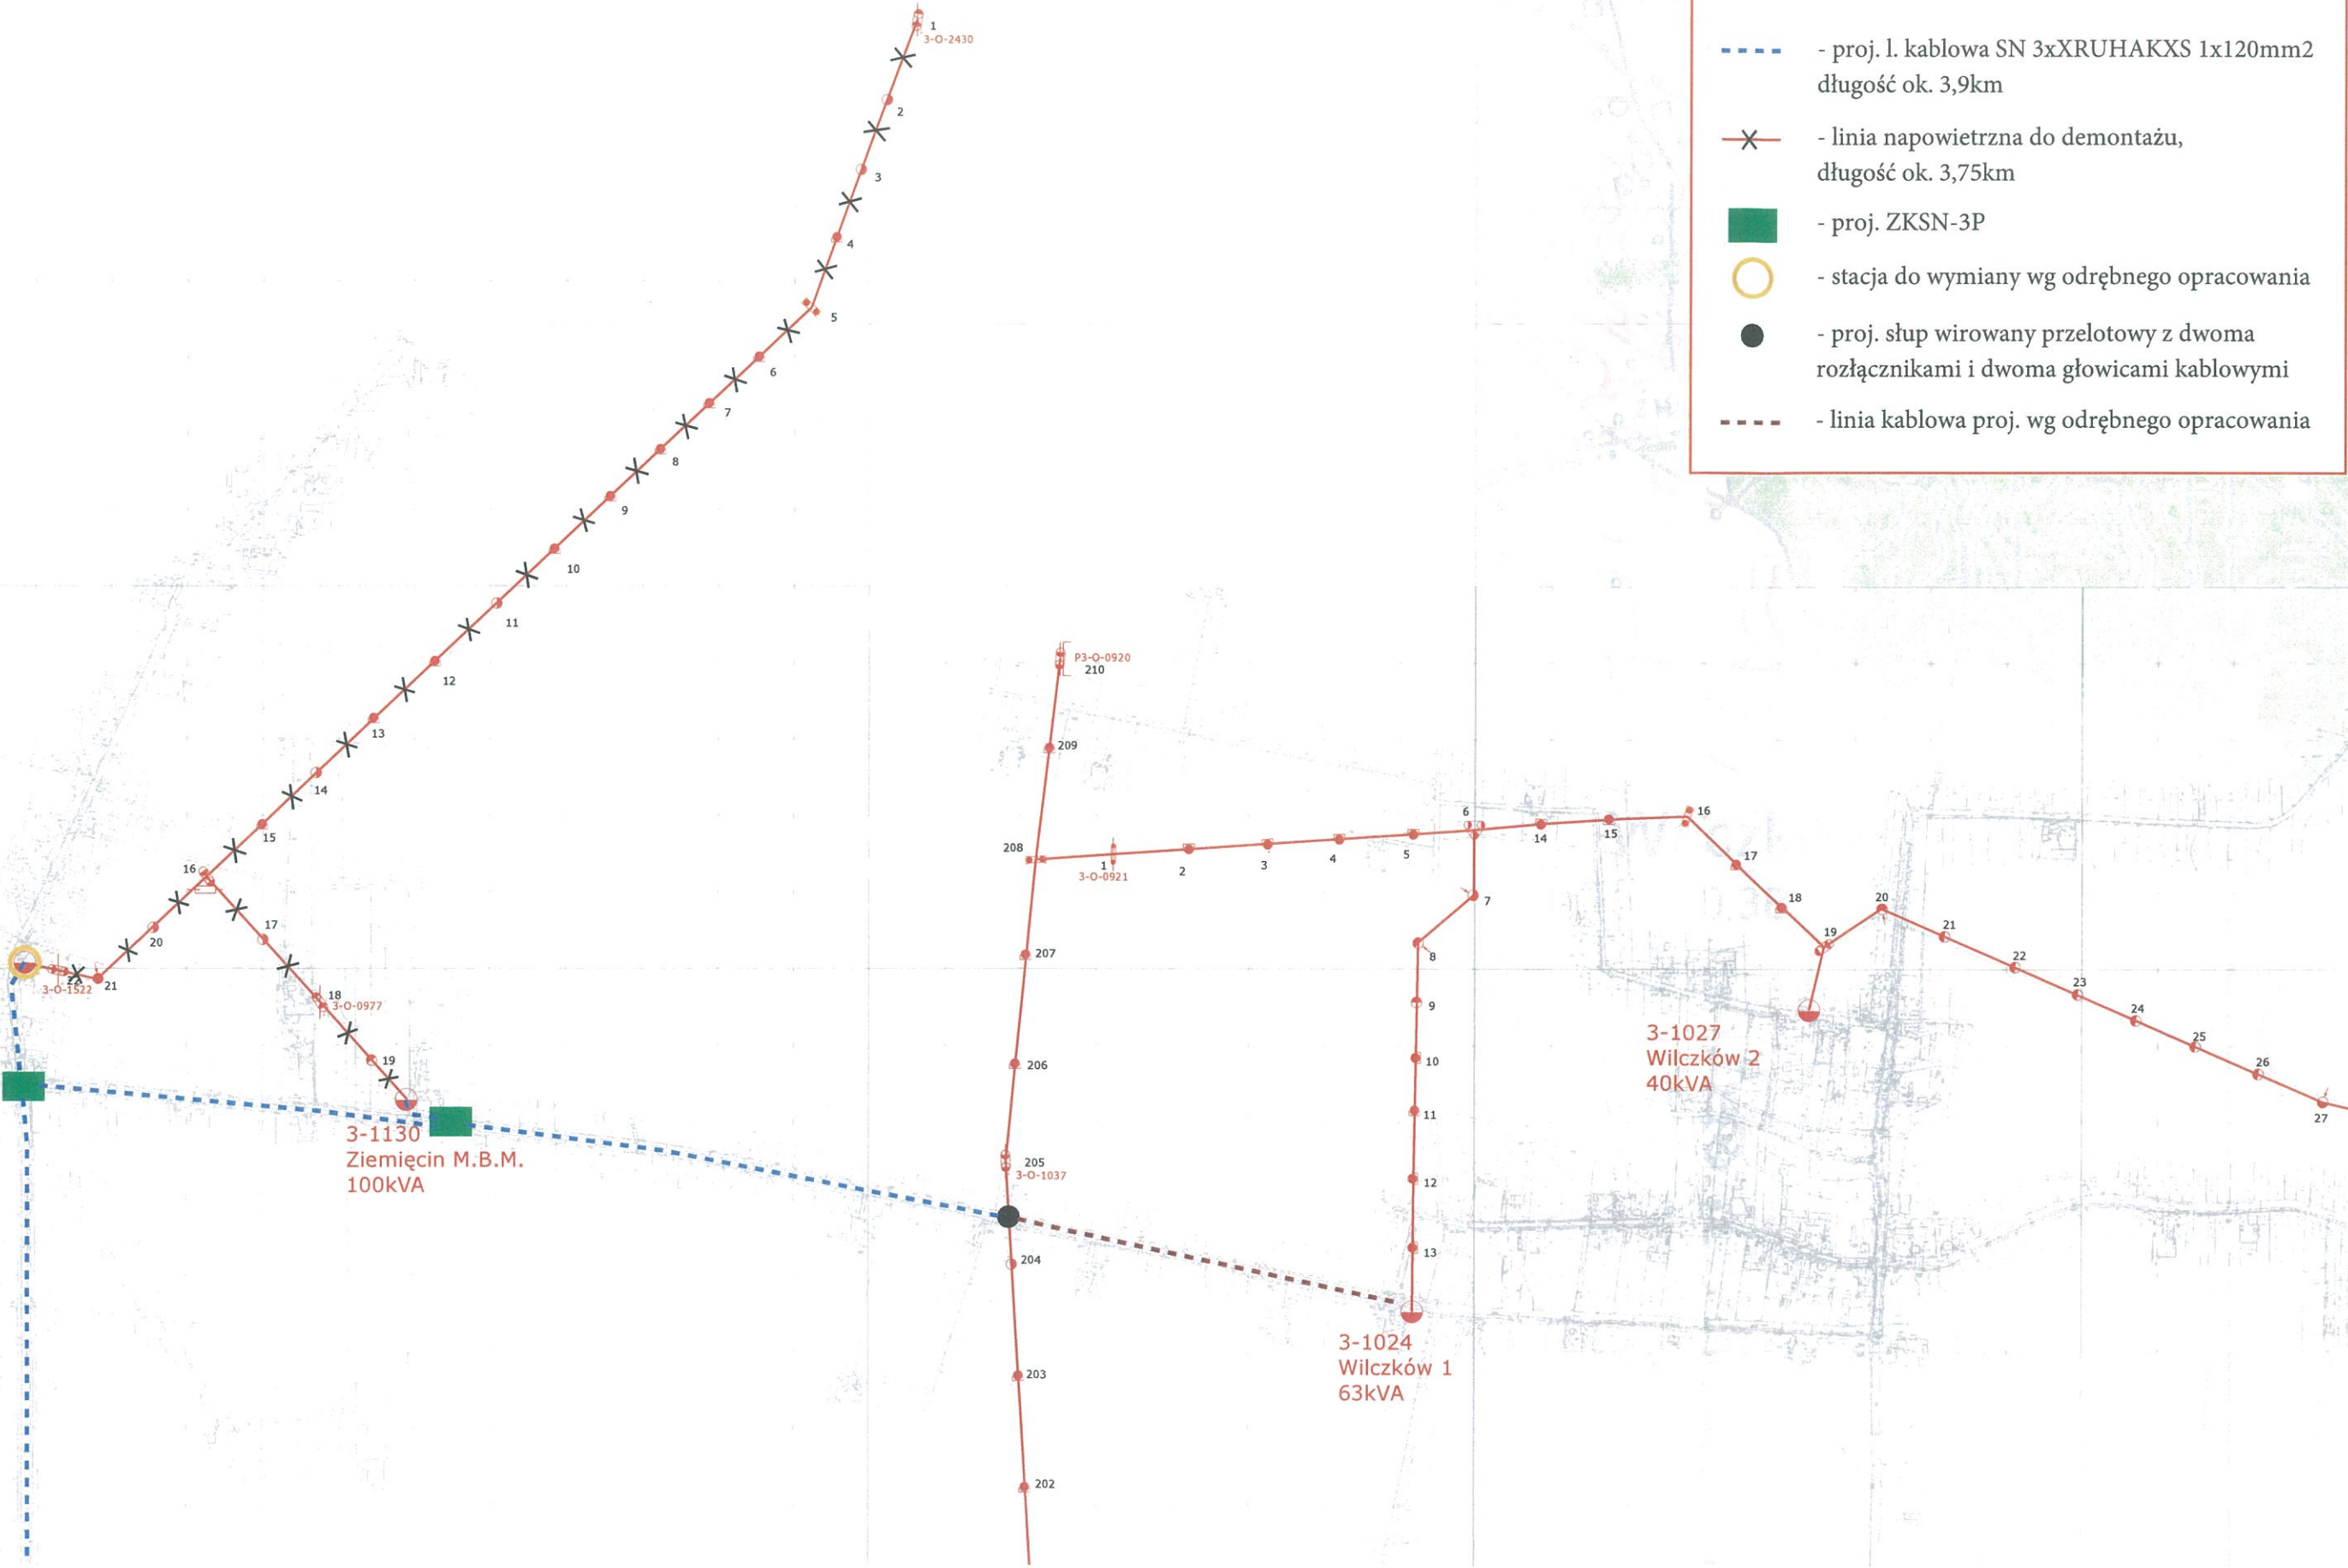 - proj. l. kablowa SN 3xXRUHAKXS 1x120mm2
długość ok. 3,9km
- linia napowietrzna do demontażu,
długość ok. 3,75km
- proj. ZKSN-3P
- stacja do wymiany wg odrębnego opracowania
- proj. słup wirowany przelotowy z dwoma
rozłącznikami i dwoma głowicami kablowymi
- linia kablowa proj. wg odrębnego opracowania
1
3-O-2430
2
3
4
5
6
7
8
9
10
11
12
13
14
15
16
17
18
3-O-0977
19
20
21
22
3-O-1522
3-1130
Ziemięcin M.B.M.
100kVA
P3-O-0920
210
209
208
207
206
205
3-O-1037
204
203
202
1
3-O-0921
2
3
4
5
6
7
8
9
10
11
12
13
3-1024
Wilczków 1
63kVA
14
15
16
17
18
19
3-1027
Wilczków 2
40kVA
20
21
22
23
24
25
26
27